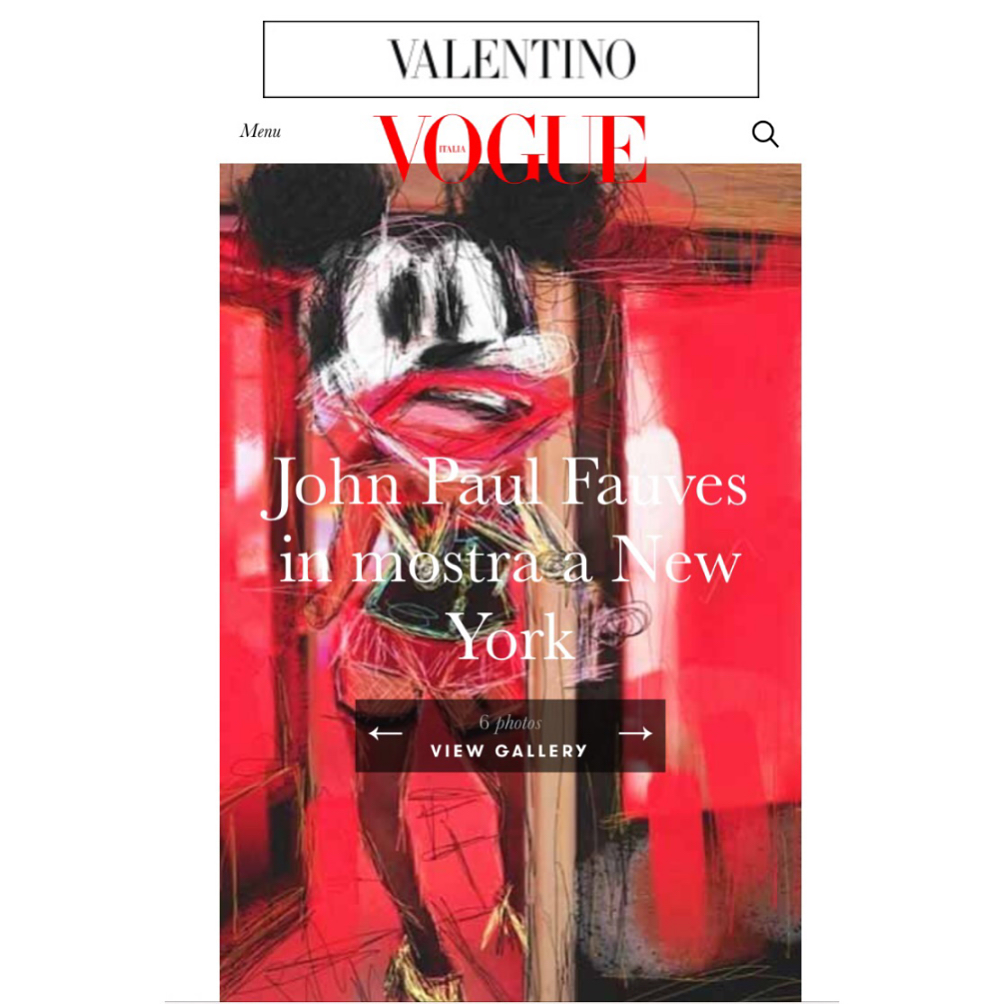 VALENTINO
Menu
VOGUE
ITALIA
John Paul Fauves
in mostra a New
York
6 photos
VIEW GALLERY